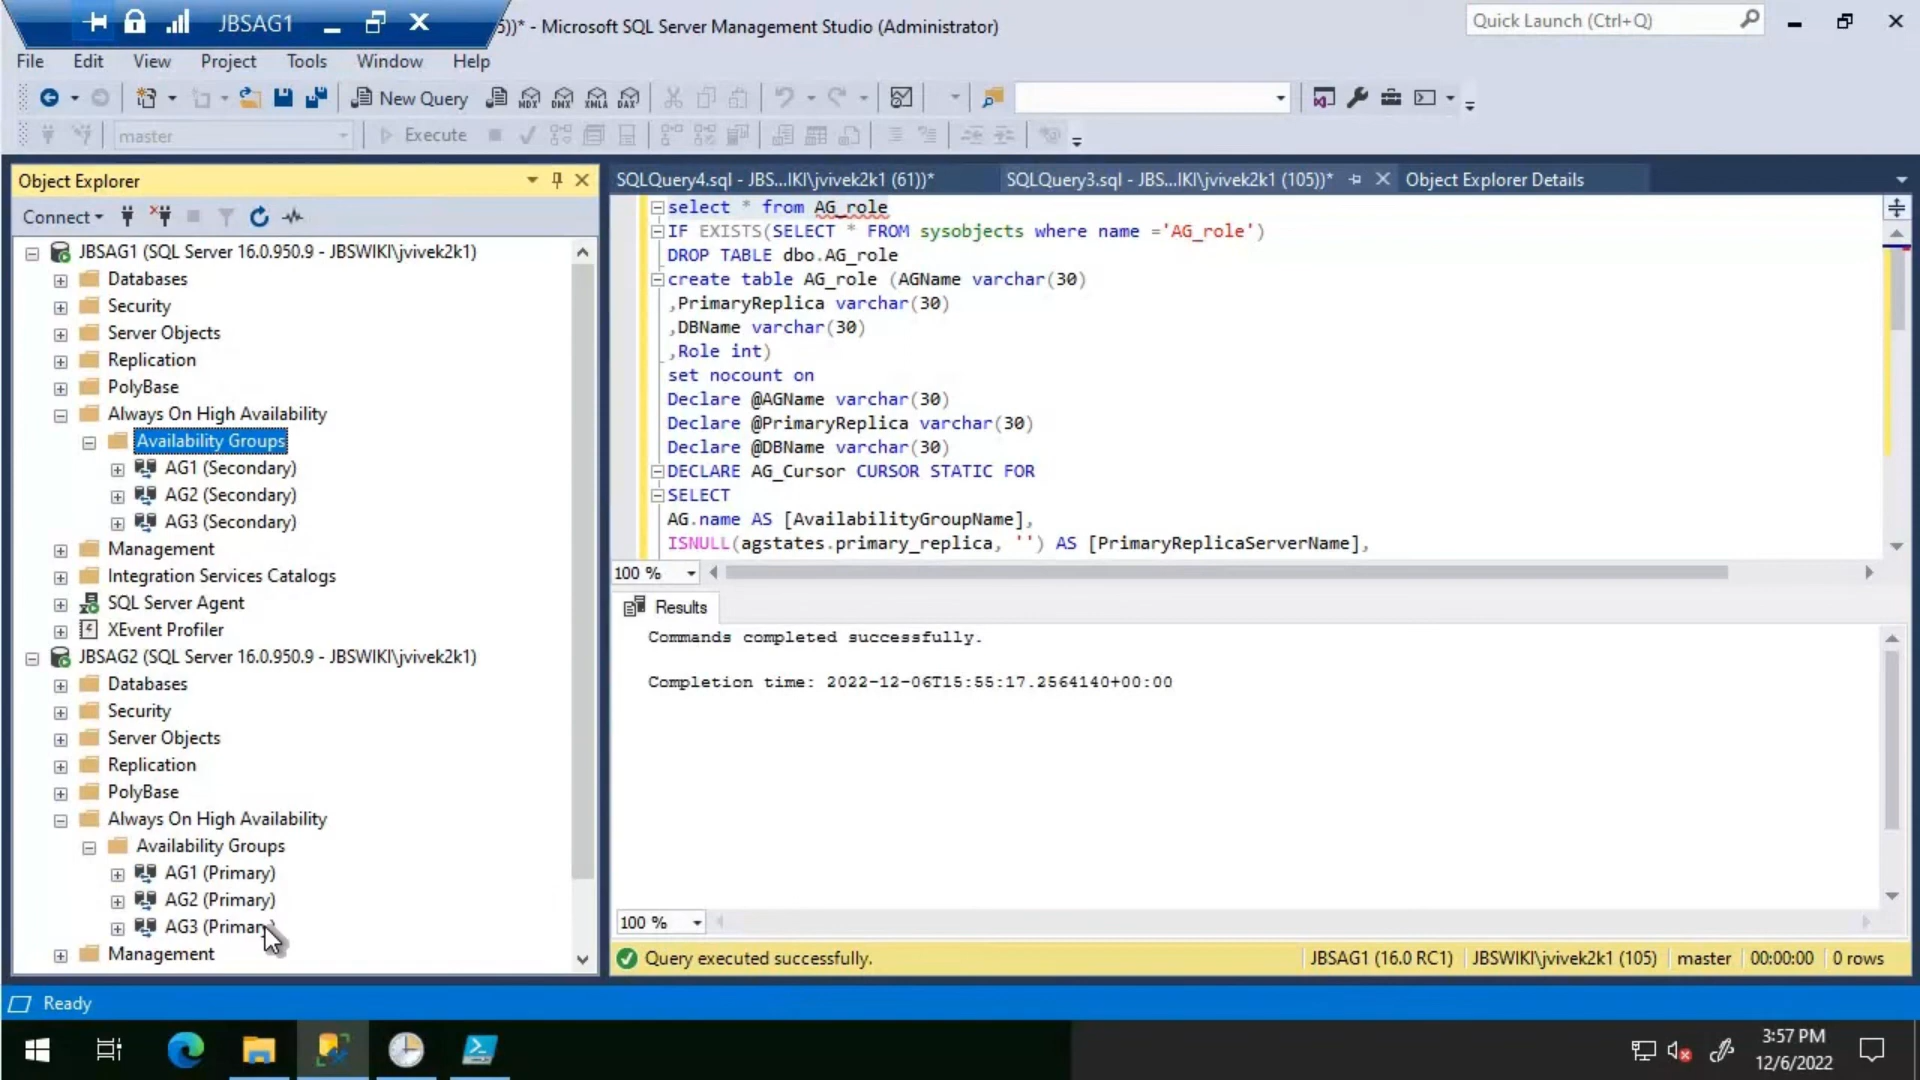 JBSAG1
5))* - Microsoft SQL Server Management Studio (Administrator)
Quick Launch (Ctrl+Q)
File Edit View Project Tools Window Help
New Query MDX DMX XMLA DAX
master Execute
Object Explorer
Connect
JBSAG1 (SQL Server 16.0.950.9 - JBSWIKI\jvivek2k1)
Databases
Security
Server Objects
Replication
PolyBase
Always On High Availability
Availability Groups
AG1 (Secondary)
AG2 (Secondary)
AG3 (Secondary)
Management
Integration Services Catalogs
SQL Server Agent
XEvent Profiler
JBSAG2 (SQL Server 16.0.950.9 - JBSWIKI\jvivek2k1)
Databases
Security
Server Objects
Replication
PolyBase
Always On High Availability
Availability Groups
AG1 (Primary)
AG2 (Primary)
AG3 (Primary)
Management
SQLQuery4.sql - JBS...IKI\jvivek2k1 (61))* SQLQuery3.sql - JBS...IKI\jvivek2k1 (105))* Object Explorer Details
select * from AG_role
IF EXISTS(SELECT * FROM sysobjects where name ='AG_role')
DROP TABLE dbo.AG_role
create table AG_role (AGName varchar(30)
,PrimaryReplica varchar(30)
,DBName varchar(30)
,Role int)
set nocount on
Declare @AGName varchar(30)
Declare @PrimaryReplica varchar(30)
Declare @DBName varchar(30)
DECLARE AG_Cursor CURSOR STATIC FOR
SELECT
AG.name AS [AvailabilityGroupName],
ISNULL(agstates.primary_replica, '') AS [PrimaryReplicaServerName],
100 %
Results
Commands completed successfully.
Completion time: 2022-12-06T15:55:17.2564140+00:00
100 %
Query executed successfully. JBSAG1 (16.0 RC1) JBSWIKI\jvivek2k1 (105) master 00:00:00 0 rows
Ready
3:57 PM
12/6/2022